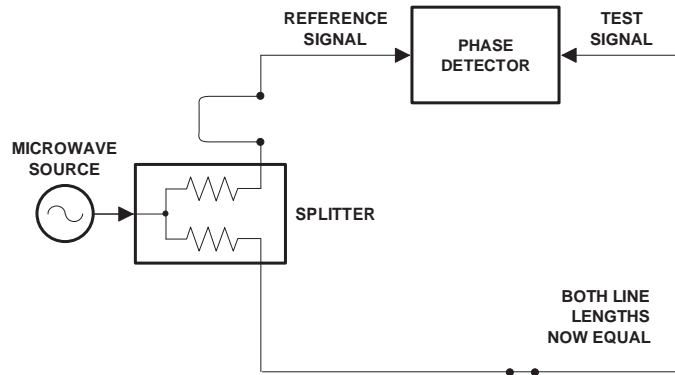 REFERENCE
SIGNAL
PHASE
DETECTOR
TEST
SIGNAL
MICROWAVE
SOURCE
SPLITTER
BOTH LINE
LENGTHS
NOW EQUAL